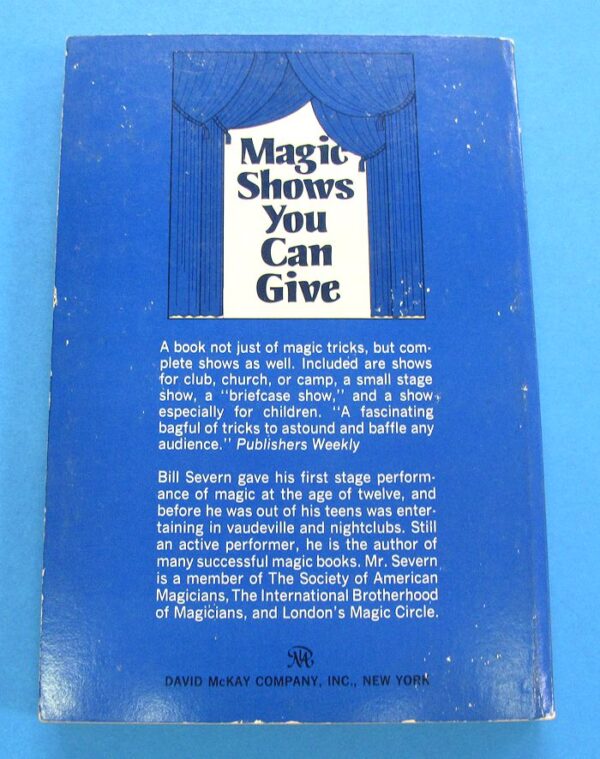 Magic
Shows
You
Can
Give
A book not just of magic tricks, but com-
plete shows as well. Included are shows
for club, church, or camp, a small stage
show, a "briefcase show," and a show
especially for children. "A fascinating
bagful of tricks to astound and baffle any
audience." Publishers Weekly
Bill Severn gave his first stage perform-
ance of magic at the age of twelve, and
before he was out of his teens was enter-
taining in vaudeville and nightclubs. Still
an active performer, he is the author of
many successful magic books. Mr. Severn
is a member of The Society of American
Magicians, The International Brotherhood
of Magicians, and London's Magic Circle.
DAVID McKAY COMPANY, INC., NEW YORK